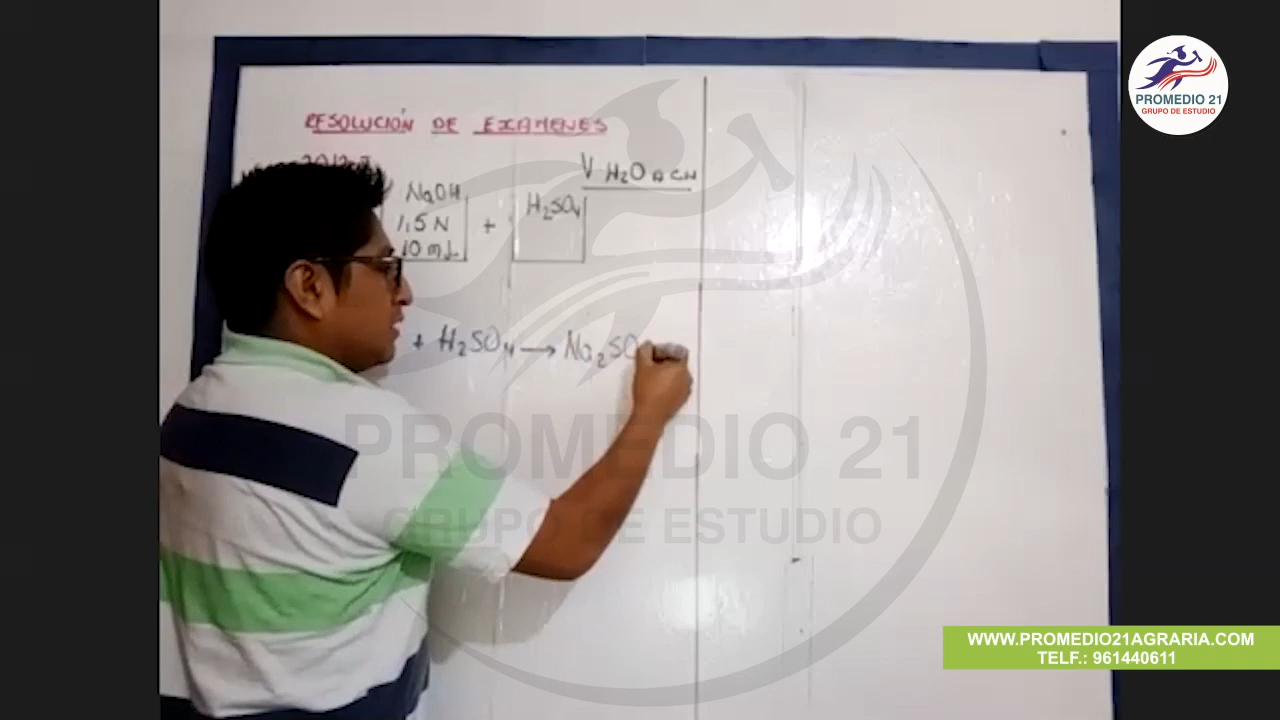 PROMEDIO 21
GRUPO DE ESTUDIO
RESOLUCIÓN DE EXAMENES
V H₂O ACN
NaOH
H₂SO₄
1,5 N +
10 mL
+ H₂SO₄ → Na₂SO
PROMEDIO 21
GRUPO DE ESTUDIO
WWW.PROMEDIO21AGRARIA.COM
TELF.: 961440611